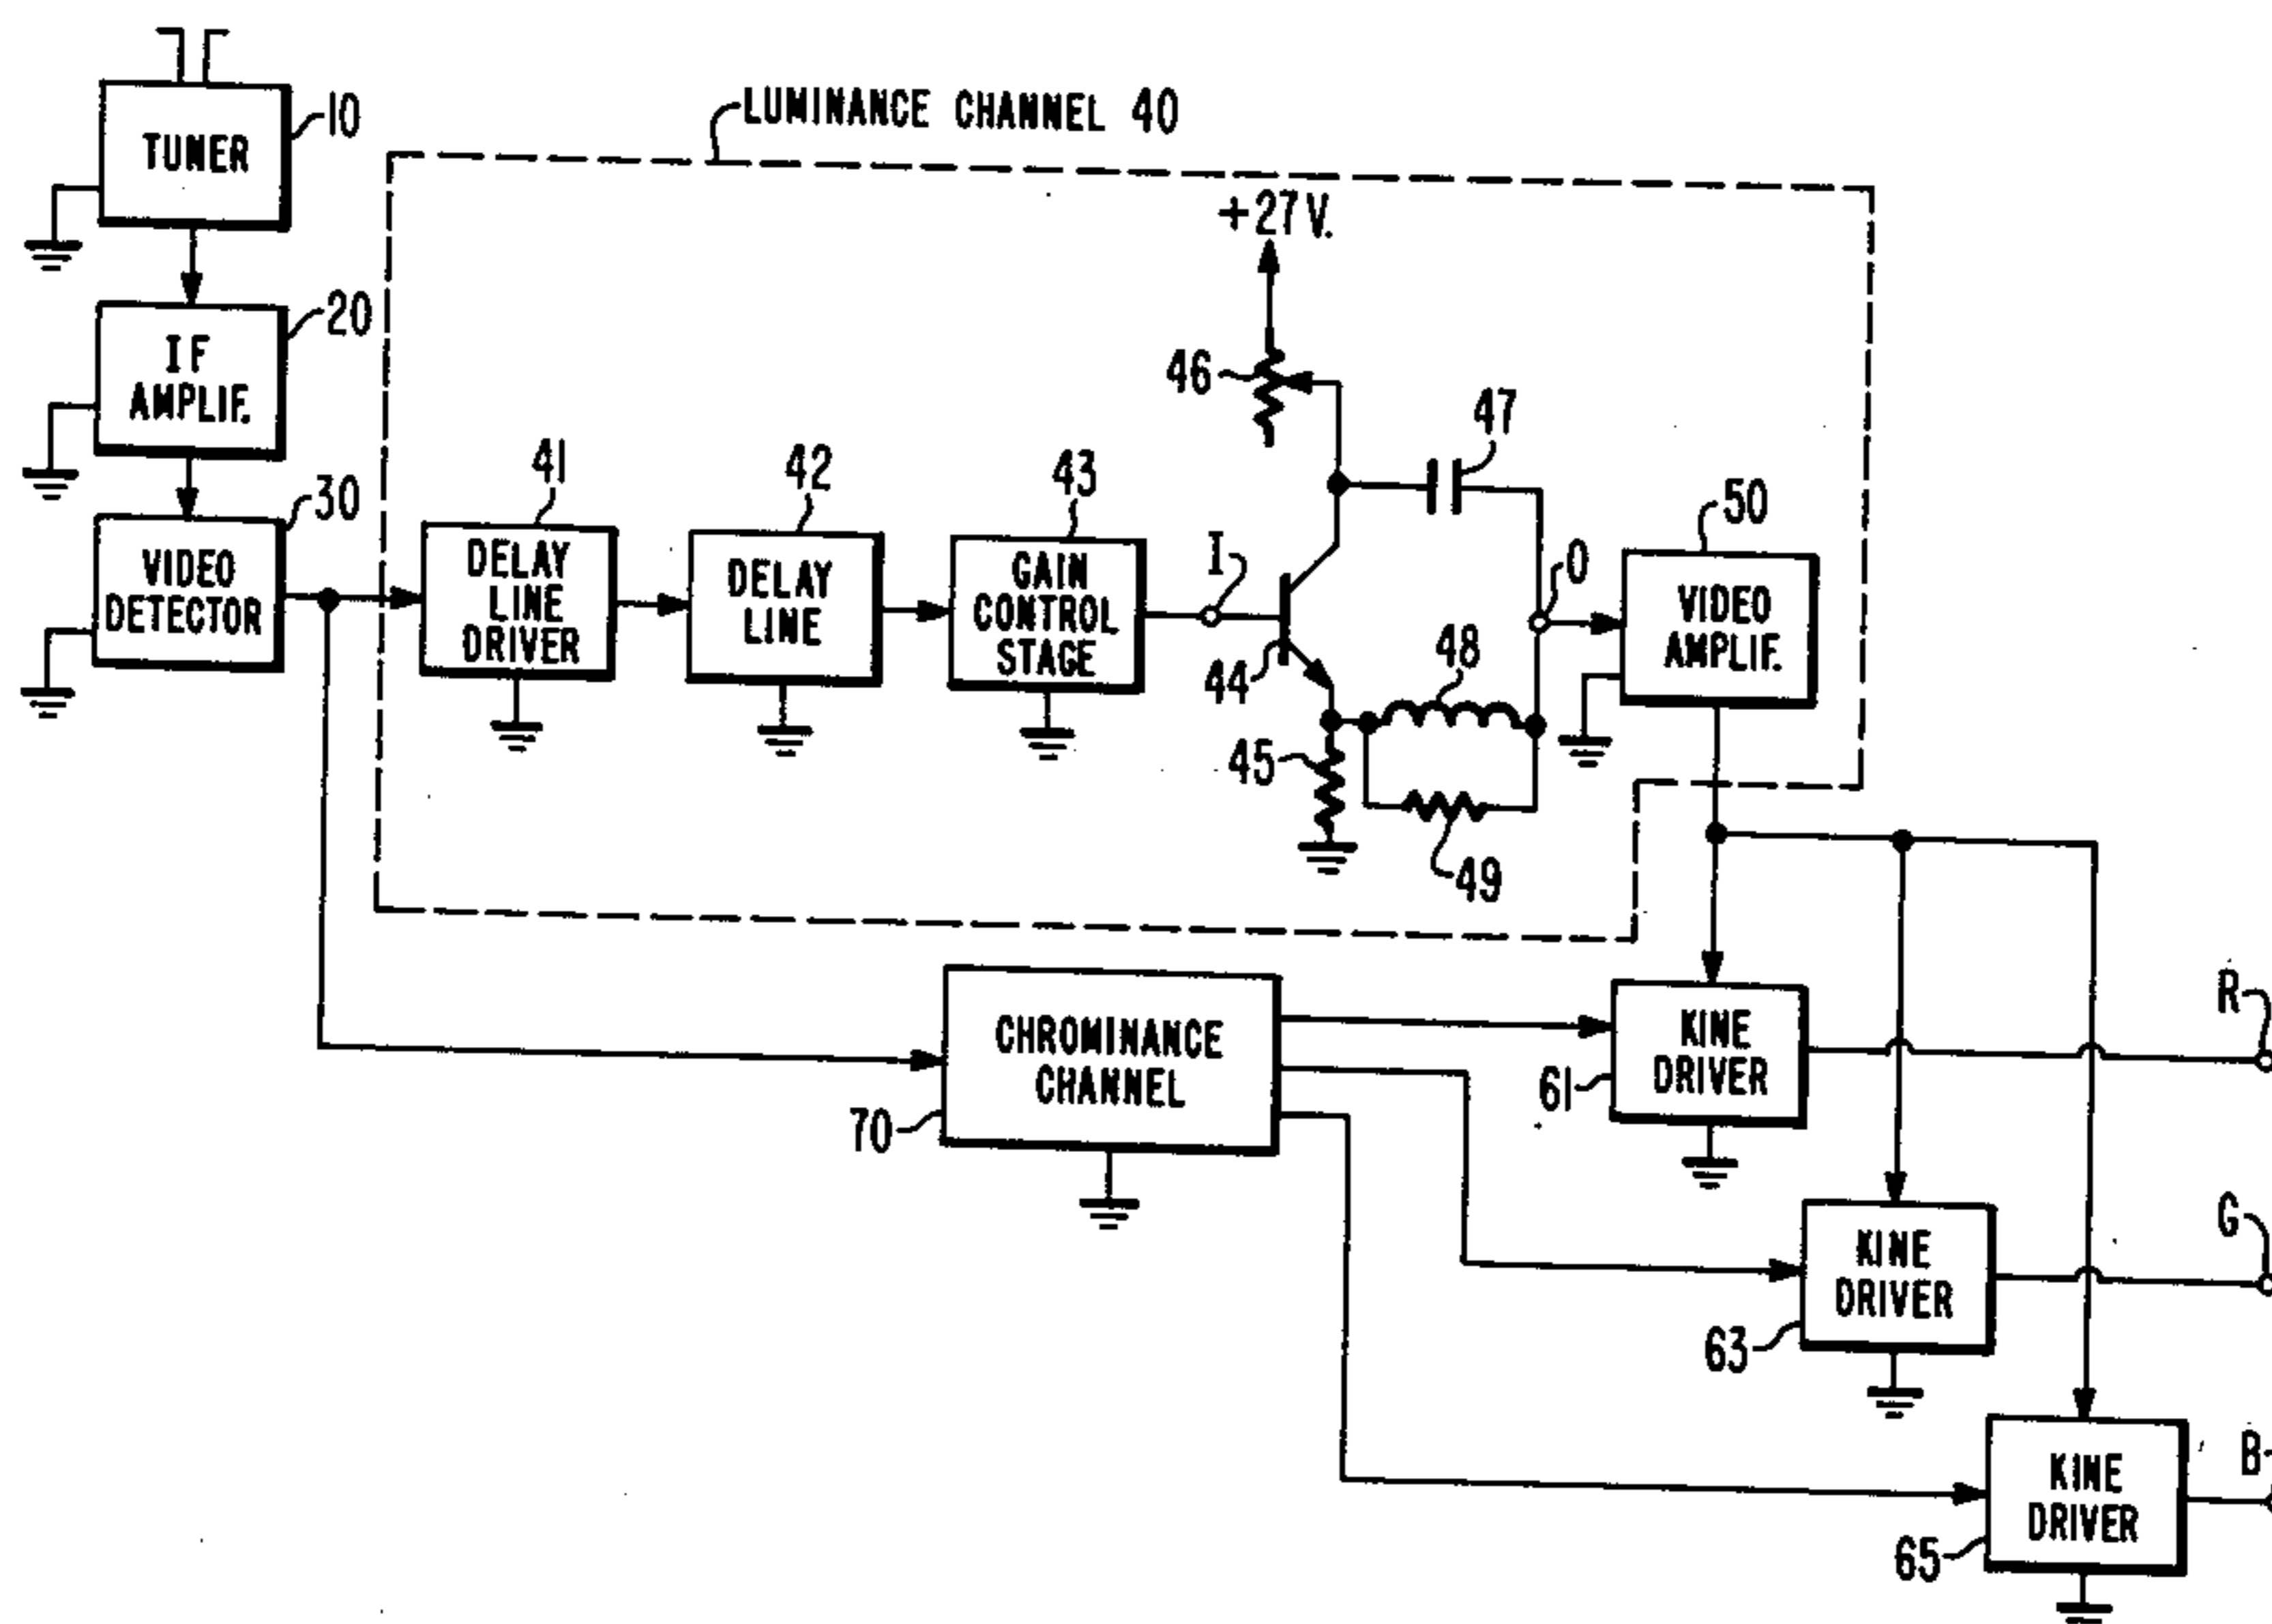 LUMINANCE CHANNEL 40
TUNER
10
+27V.
IF
AMPLIF.
20
46
47
VIDEO
DETECTOR
30
41
DELAY
LINE
DRIVER
42
DELAY
LINE
43
GAIN
CONTROL
STAGE
I
44
45
48
49
O
50
VIDEO
AMPLIF.
CHROMINANCE
CHANNEL
70
KINE
DRIVER
61
R
KINE
DRIVER
63
G
KINE
DRIVER
65
B